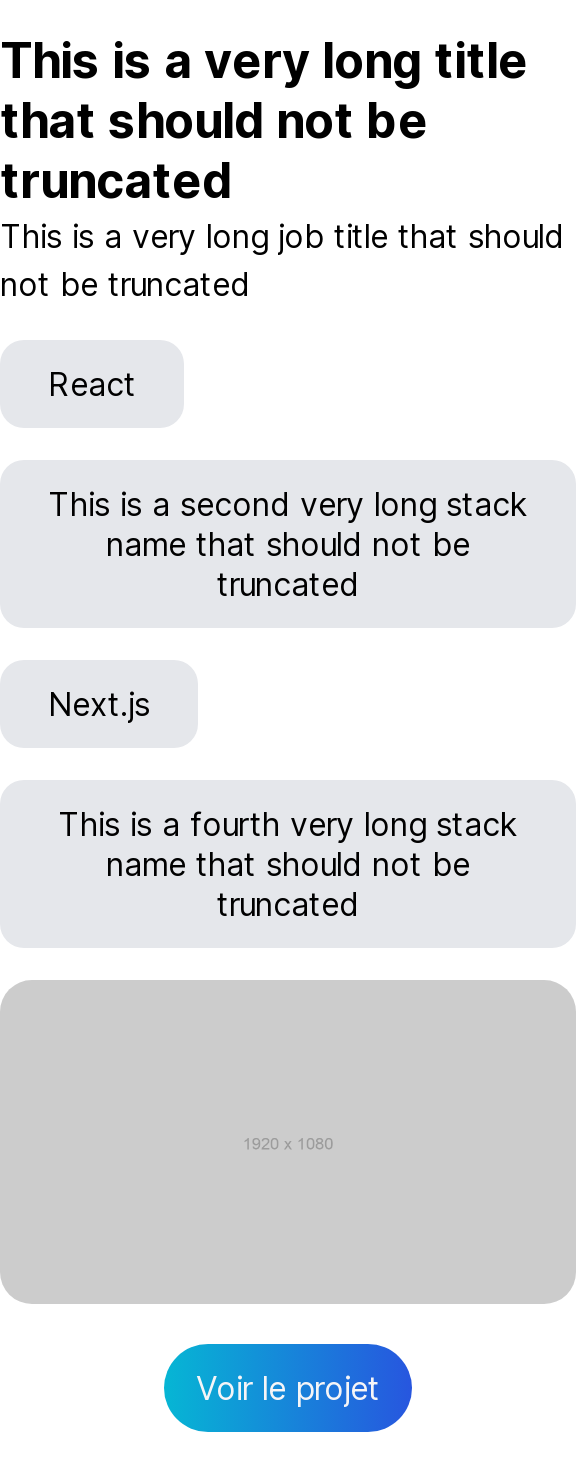 This is a very long title
that should not be
truncated
This is a very long job title that should
not be truncated
React
This is a second very long stack
name that should not be
truncated
Next.js
This is a fourth very long stack
name that should not be
truncated
1920 x 1080
Voir le projet